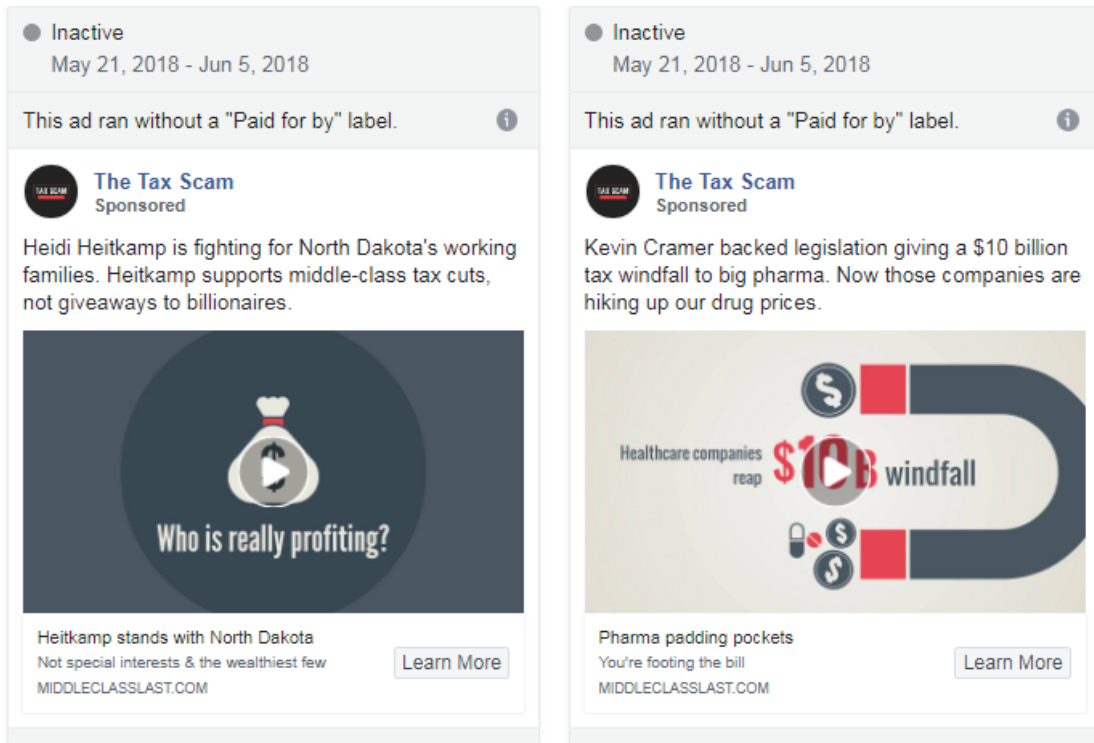 Inactive
May 21, 2018 - Jun 5, 2018
This ad ran without a "Paid for by" label.
TAX SCAM
The Tax Scam
Sponsored
Heidi Heitkamp is fighting for North Dakota's working
families. Heitkamp supports middle-class tax cuts,
not giveaways to billionaires.
$
Who is really profiting?
Heitkamp stands with North Dakota
Not special interests & the wealthiest few
MIDDLECLASSLAST.COM
Learn More
Inactive
May 21, 2018 - Jun 5, 2018
This ad ran without a "Paid for by" label.
TAX SCAM
The Tax Scam
Sponsored
Kevin Cramer backed legislation giving a $10 billion
tax windfall to big pharma. Now those companies are
hiking up our drug prices.
$
Healthcare companies
reap $10B windfall
$
$
Pharma padding pockets
You're footing the bill
MIDDLECLASSLAST.COM
Learn More